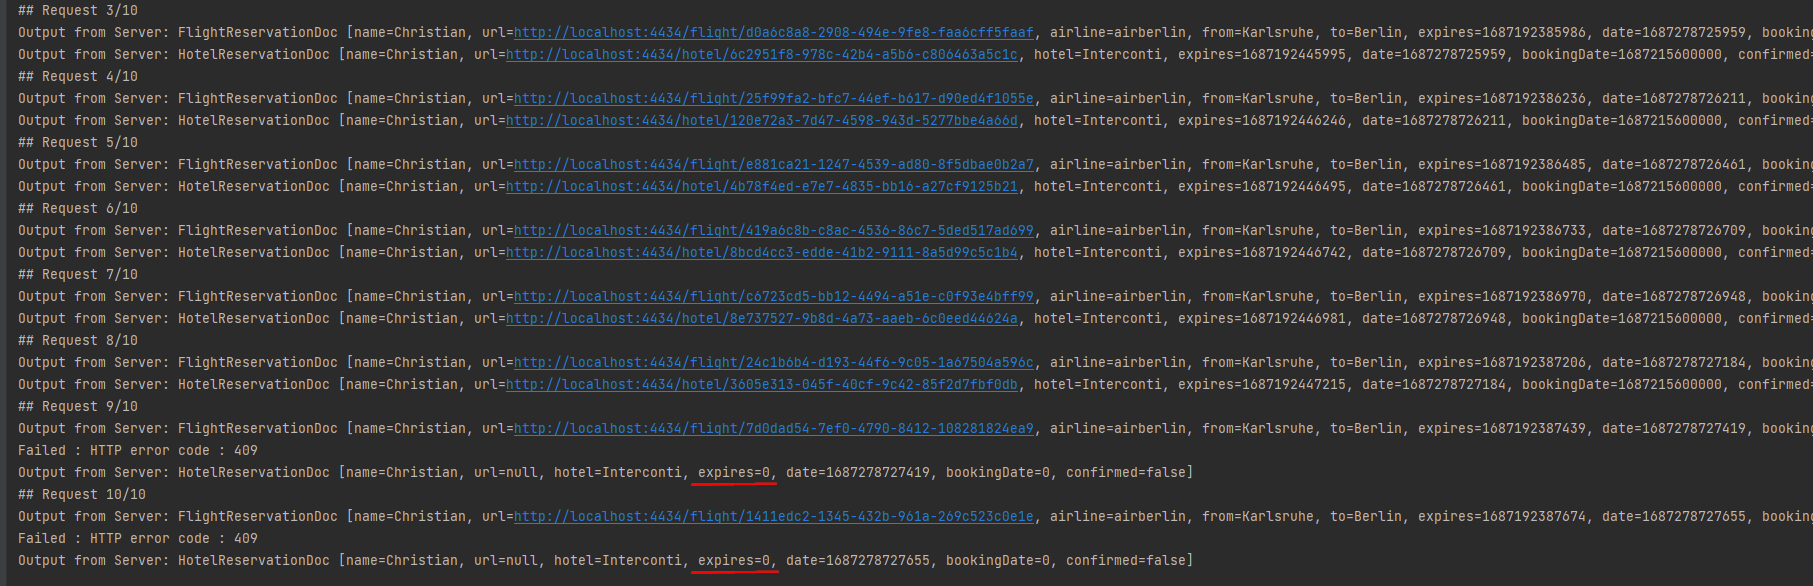 ## Request 3/10
Output from Server: FlightReservationDoc [name=Christian, url=http://localhost:4434/flight/d0a6c8a8-2908-494e-9fe8-faa6cff5faaf, airline=airberlin, from=Karlsruhe, to=Berlin, expires=1687192385986, date=1687278725959, booking
Output from Server: HotelReservationDoc [name=Christian, url=http://localhost:4434/hotel/6c2951f8-978c-42b4-a5b6-c806463a5c1c, hotel=Interconti, expires=1687192445995, date=1687278725959, bookingDate=1687215600000, confirmed=
## Request 4/10
Output from Server: FlightReservationDoc [name=Christian, url=http://localhost:4434/flight/25f99fa2-bfc7-44ef-b617-d90ed4f1055e, airline=airberlin, from=Karlsruhe, to=Berlin, expires=1687192386236, date=1687278726211, booking
Output from Server: HotelReservationDoc [name=Christian, url=http://localhost:4434/hotel/120e72a3-7d47-4598-943d-5277bbe4a66d, hotel=Interconti, expires=1687192446246, date=1687278726211, bookingDate=1687215600000, confirmed=
## Request 5/10
Output from Server: FlightReservationDoc [name=Christian, url=http://localhost:4434/flight/e881ca21-1247-4539-ad80-8f5dbae0b2a7, airline=airberlin, from=Karlsruhe, to=Berlin, expires=1687192386485, date=1687278726461, booking
Output from Server: HotelReservationDoc [name=Christian, url=http://localhost:4434/hotel/4b78f4ed-e7e7-4835-bb16-a27cf9125b21, hotel=Interconti, expires=1687192446495, date=1687278726461, bookingDate=1687215600000, confirmed=
## Request 6/10
Output from Server: FlightReservationDoc [name=Christian, url=http://localhost:4434/flight/419a6c8b-c8ac-4536-86c7-5ded517ad699, airline=airberlin, from=Karlsruhe, to=Berlin, expires=1687192386733, date=1687278726709, booking
Output from Server: HotelReservationDoc [name=Christian, url=http://localhost:4434/hotel/8bcd4cc3-edde-41b2-9111-8a5d99c5c1b4, hotel=Interconti, expires=1687192446742, date=1687278726709, bookingDate=1687215600000, confirmed=
## Request 7/10
Output from Server: FlightReservationDoc [name=Christian, url=http://localhost:4434/flight/c6723cd5-bb12-4494-a51e-c0f93e4bff99, airline=airberlin, from=Karlsruhe, to=Berlin, expires=1687192386970, date=1687278726948, booking
Output from Server: HotelReservationDoc [name=Christian, url=http://localhost:4434/hotel/8e737527-9b8d-4a73-aaeb-6c0eed44624a, hotel=Interconti, expires=1687192446981, date=1687278726948, bookingDate=1687215600000, confirmed=
## Request 8/10
Output from Server: FlightReservationDoc [name=Christian, url=http://localhost:4434/flight/24c1b6b4-d193-44f6-9c05-1a67504a596c, airline=airberlin, from=Karlsruhe, to=Berlin, expires=1687192387206, date=1687278727184, booking
Output from Server: HotelReservationDoc [name=Christian, url=http://localhost:4434/hotel/3605e313-045f-40cf-9c42-85f2d7fbf0db, hotel=Interconti, expires=1687192447215, date=1687278727184, bookingDate=1687215600000, confirmed=
## Request 9/10
Output from Server: FlightReservationDoc [name=Christian, url=http://localhost:4434/flight/7d0dad54-7ef0-4790-8412-108281824ea9, airline=airberlin, from=Karlsruhe, to=Berlin, expires=1687192387439, date=1687278727419, booking
Failed : HTTP error code : 409
Output from Server: HotelReservationDoc [name=Christian, url=null, hotel=Interconti, expires=0, date=1687278727419, bookingDate=0, confirmed=false]
## Request 10/10
Output from Server: FlightReservationDoc [name=Christian, url=http://localhost:4434/flight/1411edc2-1345-432b-961a-269c523c0e1e, airline=airberlin, from=Karlsruhe, to=Berlin, expires=1687192387674, date=1687278727655, booking
Failed : HTTP error code : 409
Output from Server: HotelReservationDoc [name=Christian, url=null, hotel=Interconti, expires=0, date=1687278727655, bookingDate=0, confirmed=false]